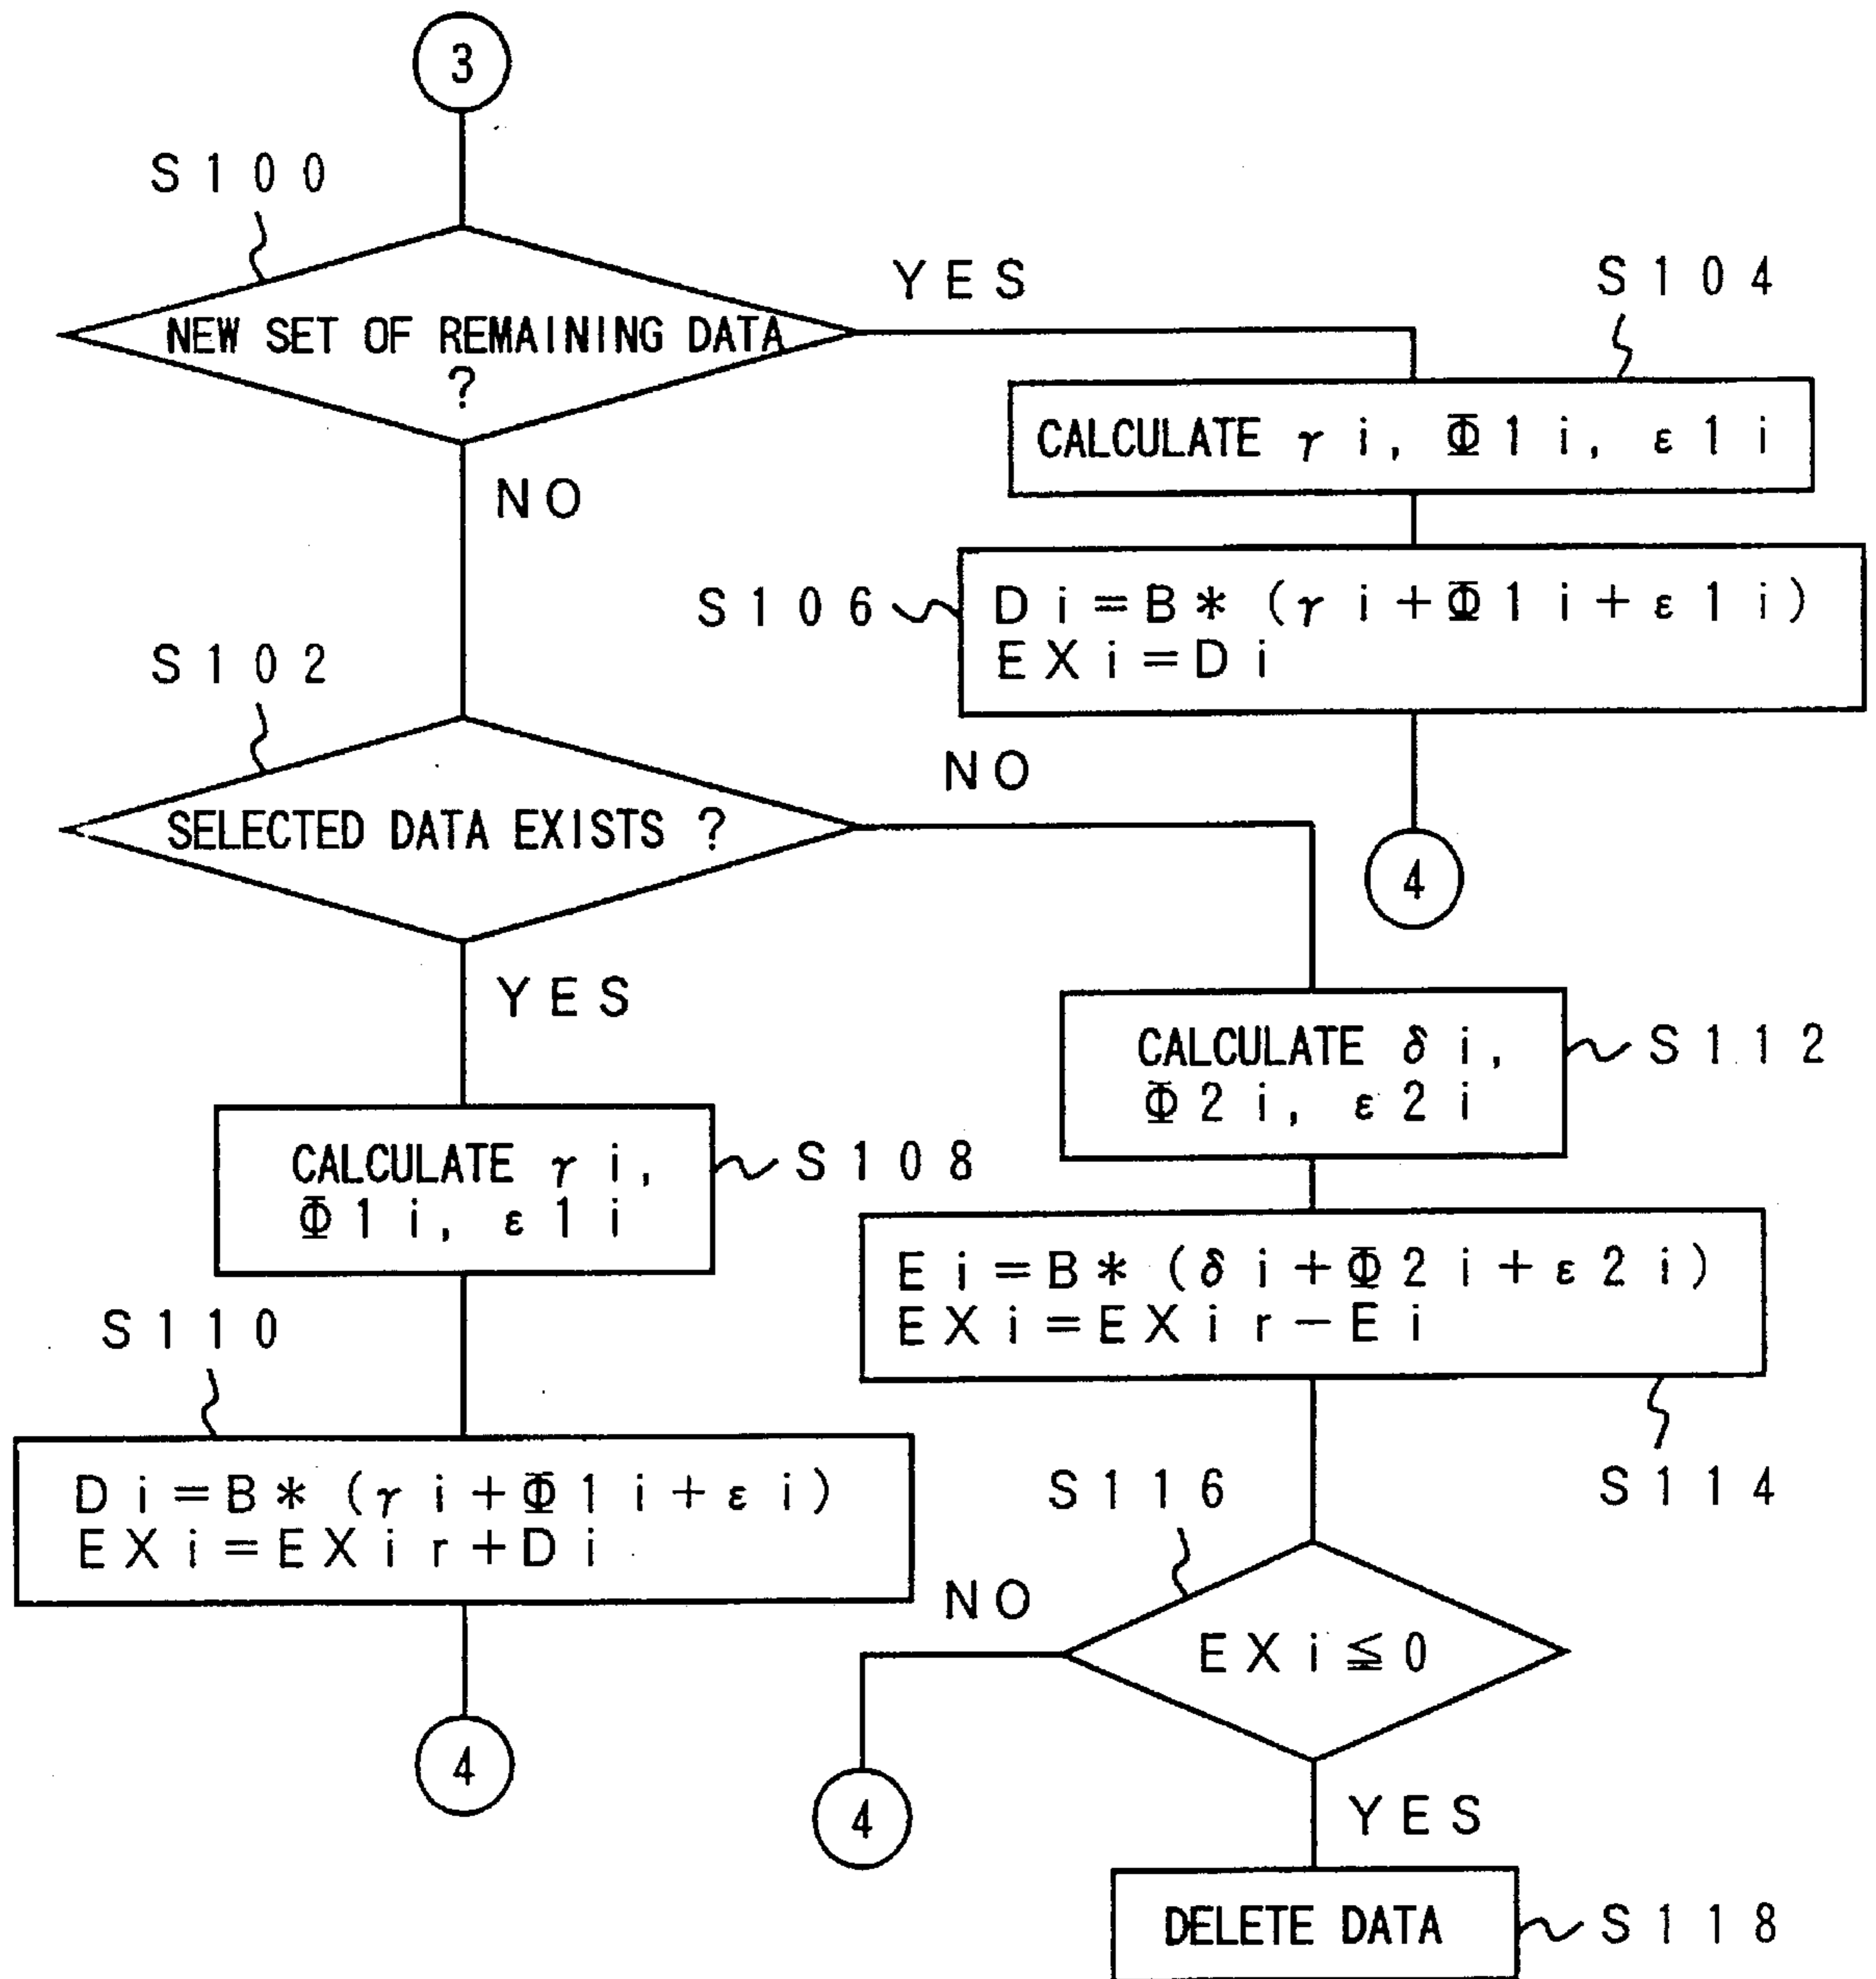 3
S100
NEW SET OF REMAINING DATA
?
YES
NO
S104
CALCULATE γi, Φ1i, ε1i
S106
Di=B*(γi+Φ1i+ε1i)
EXi=Di
4
S102
SELECTED DATA EXISTS ?
NO
YES
CALCULATE δi,
Φ2i, ε2i
S112
CALCULATE γi,
Φ1i, ε1i
S108
Ei=B*(δi+Φ2i+ε2i)
EXi=EXir-Ei
S114
S110
Di=B*(γi+Φ1i+εi)
EXi=EXir+Di
4
S116
EXi≦0
NO
4
YES
DELETE DATA
S118